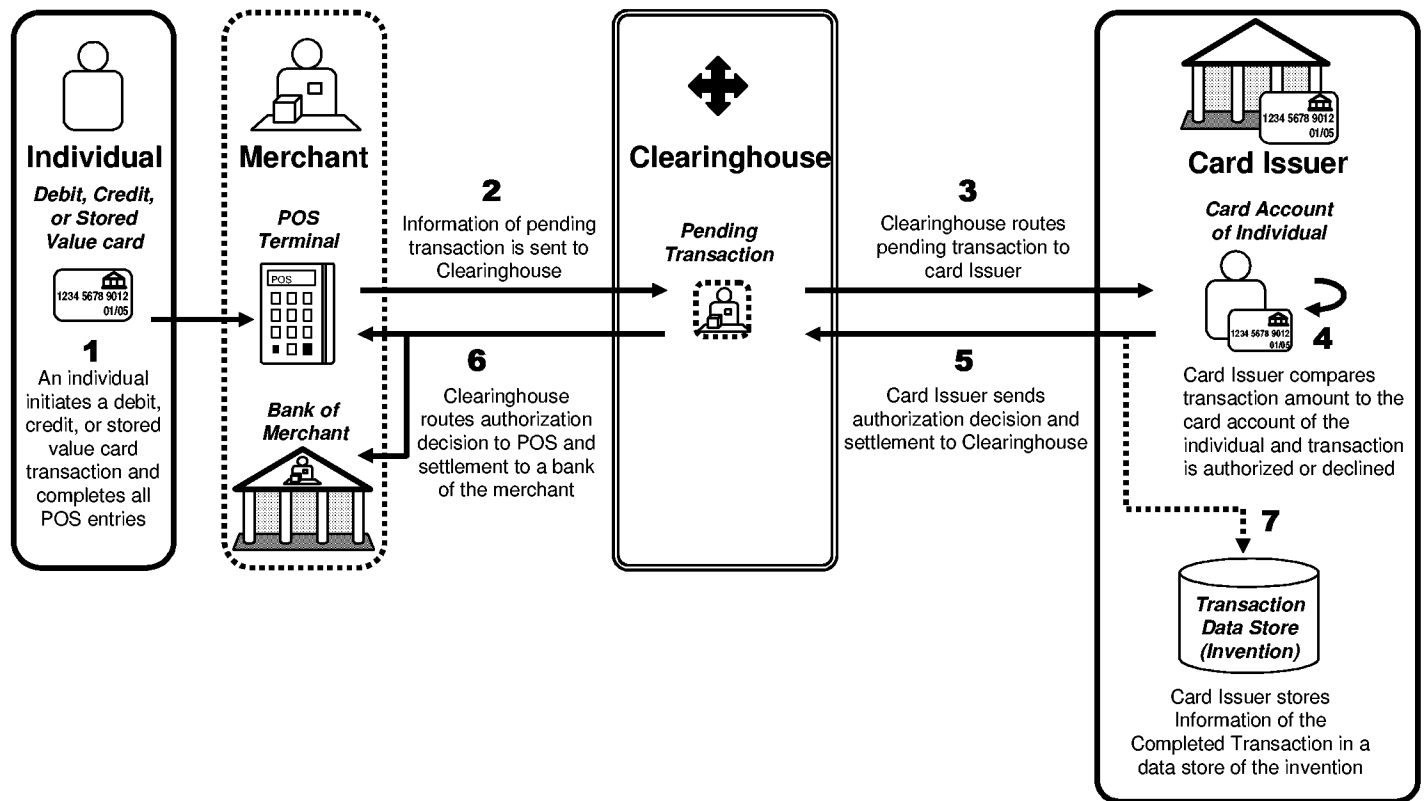 Individual
Debit, Credit,
or Stored
Value card
1234 5678 9012
01/05
1
An individual
initiates a debit,
credit, or stored
value card
transaction and
completes all
POS entries
Merchant
POS
Terminal
POS
Bank of
Merchant
2
Information of pending
transaction is sent to
Clearinghouse
6
Clearinghouse
routes authorization
decision to POS and
settlement to a bank
of the merchant
Clearinghouse
Pending
Transaction
3
Clearinghouse routes
pending transaction to
card Issuer
5
Card Issuer sends
authorization decision and
settlement to Clearinghouse
1234 5678 9012
01/05
Card Issuer
Card Account
of Individual
1234 5678 9012
01/05
4
Card Issuer compares
transaction amount to the
card account of the
individual and transaction
is authorized or declined
7
Transaction
Data Store
(Invention)
Card Issuer stores
Information of the
Completed Transaction in a
data store of the invention